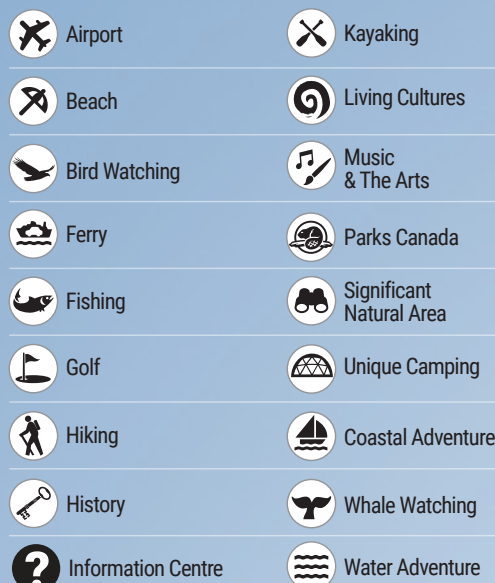 Airport
Beach
Bird Watching
Ferry
Fishing
Golf
Hiking
History
? Information Centre
Kayaking
Living Cultures
Music
& The Arts
Parks Canada
Significant
Natural Area
Unique Camping
Coastal Adventure
Whale Watching
Water Adventure